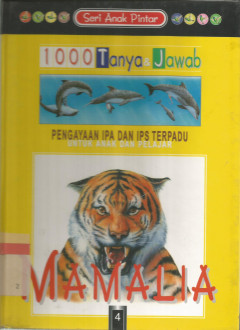 Seri Anak Pintar
1000 Tanya & Jawab
PENGAYAAN IPA DAN IPS TERPADU
UNTUK ANAK DAN PELAJAR
MAMALIA
4